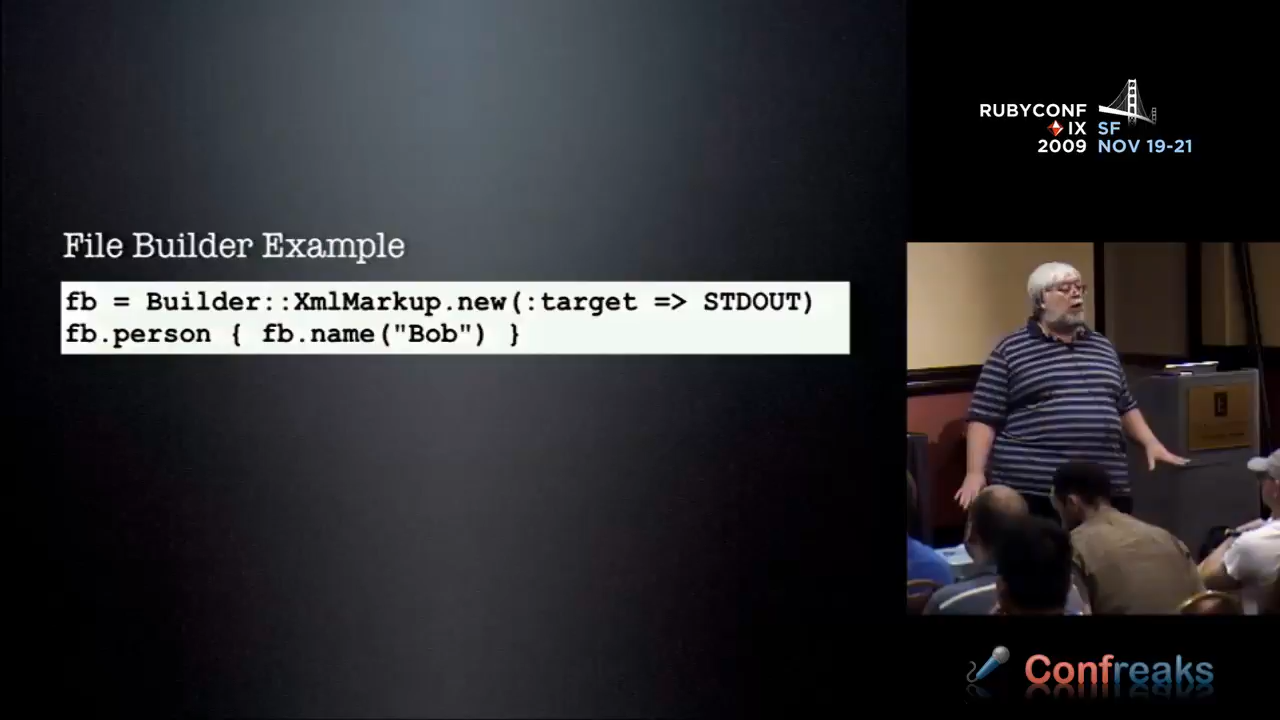 File Builder Example
fb = Builder::XmlMarkup.new(:target => STDOUT)
fb.person { fb.name("Bob") }
RUBYCONF
IX SF
2009 NOV 19-21
Confreaks